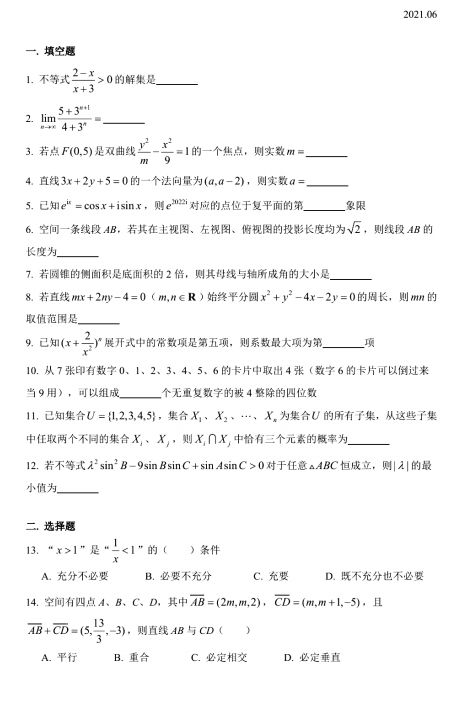 2021.06
一. 填空题
1. 不等式 \frac{2-x}{x+3}>0 的解集是________
2. \lim_{n→∞} \frac{5+3^{n+1}}{4+3^n} = ________
3. 若点 F(0,5) 是双曲线 \frac{y^2}{m} - \frac{x^2}{9} = 1 的一个焦点，则实数 m = ________
4. 直线 3x+2y+5=0 的一个法向量为 (a,a−2)，则实数 a = ________
5. 已知 e^{ix} = cos x + i sin x，则 e^{2022i} 对应的点位于复平面的第________象限
6. 空间一条线段 AB，若其在主视图、左视图、俯视图的投影长度均为 √2，则线段 AB 的
长度为________
7. 若圆锥的侧面积是底面积的 2 倍，则其母线与轴所成角的大小是________
8. 若直线 mx+2ny−4=0（m,n∈R）始终平分圆 x^2+y^2−4x−2y=0 的周长，则 mn 的
取值范围是________
9. 已知 (x+\frac{2}{x^2})^n 展开式中的常数项是第五项，则系数最大项为第________项
10. 从 7 张印有数字 0、1、2、3、4、5、6 的卡片中取出 4 张（数字 6 的卡片可以倒过来
当 9 用），可以组成________个无重复数字的被 4 整除的四位数
11. 已知集合 U={1,2,3,4,5}，集合 X_1、X_2、…、X_n 为集合 U 的所有子集，从这些子集
中任取两个不同的集合 X_i、X_j，则 X_i∩X_j 中恰有三个元素的概率为________
12. 若不等式 λ^2 sin^2 B − 9 sin B sin C + sin A sin C > 0 对于任意 △ABC 恒成立，则 |λ| 的最
小值为________
二. 选择题
13. “x>1”是“\frac{1}{x}<1”的（　　）条件
A. 充分不必要　　B. 必要不充分　　C. 充要　　D. 既不充分也不必要
14. 空间有四点 A、B、C、D，其中 \overline{AB}=(2m,m,2)，\overline{CD}=(m,m+1,−5)，且
\overline{AB}+\overline{CD}=(5,\frac{13}{3},−3)，则直线 AB 与 CD（　　）
A. 平行　　B. 重合　　C. 必定相交　　D. 必定垂直